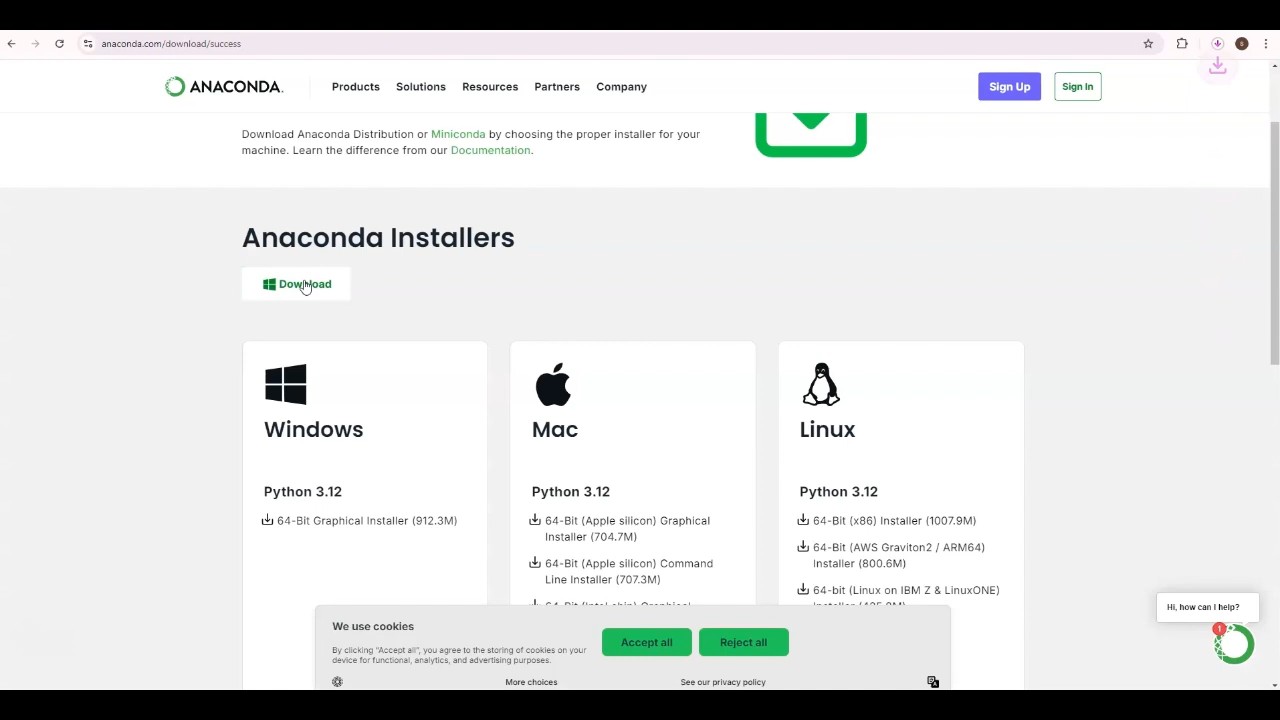 anaconda.com/download/success
S
ANACONDA.
Products
Solutions
Resources
Partners
Company
Sign Up
Sign In
Download Anaconda Distribution or Miniconda by choosing the proper installer for your
machine. Learn the difference from our Documentation.
Anaconda Installers
Download
Windows
Python 3.12
64-Bit Graphical Installer (912.3M)
Mac
Python 3.12
64-Bit (Apple silicon) Graphical
Installer (704.7M)
64-Bit (Apple silicon) Command
Line Installer (707.3M)
64-Bit (Intel chip) Graphical
Linux
Python 3.12
64-Bit (x86) Installer (1007.9M)
64-Bit (AWS Graviton2 / ARM64)
Installer (800.6M)
64-bit (Linux on IBM Z & LinuxONE)
We use cookies
By clicking "Accept all", you agree to the storing of cookies on your
device for functional, analytics, and advertising purposes.
Accept all
Reject all
More choices
See our privacy policy
Hi, how can I help?
1